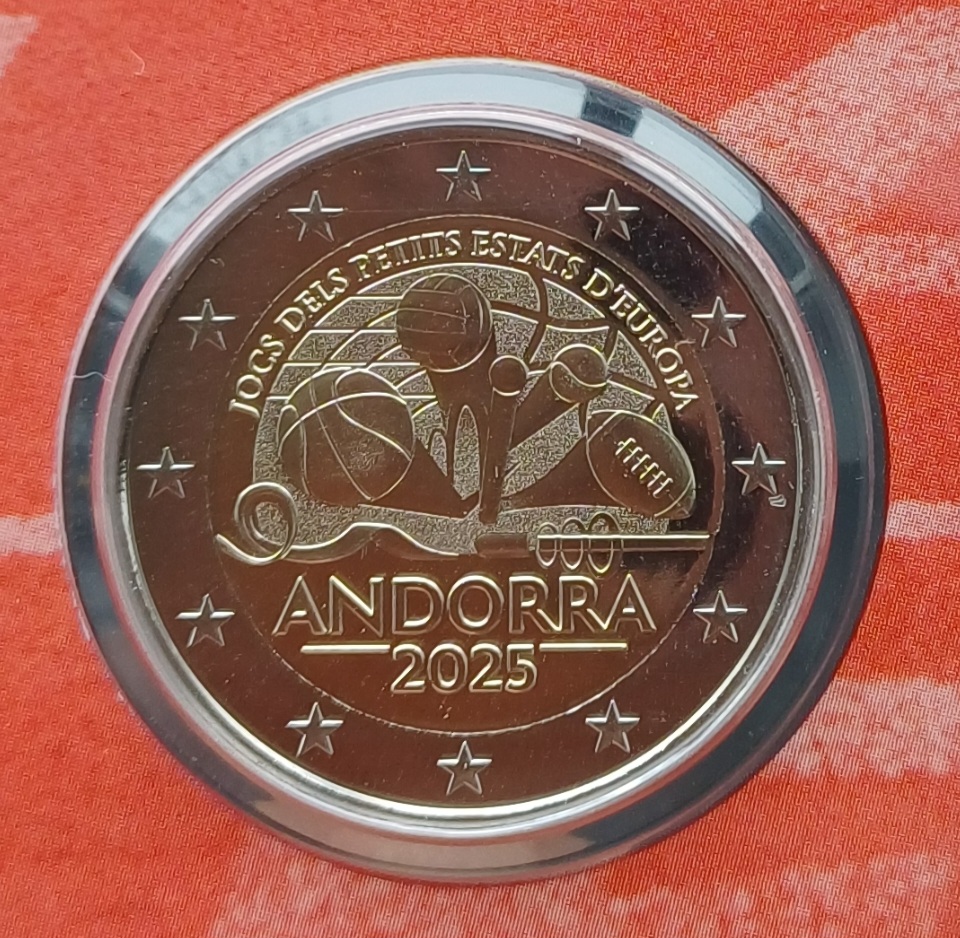 JOCS DELS PETITS ESTATS D'EUROPA
ANDORRA
2025